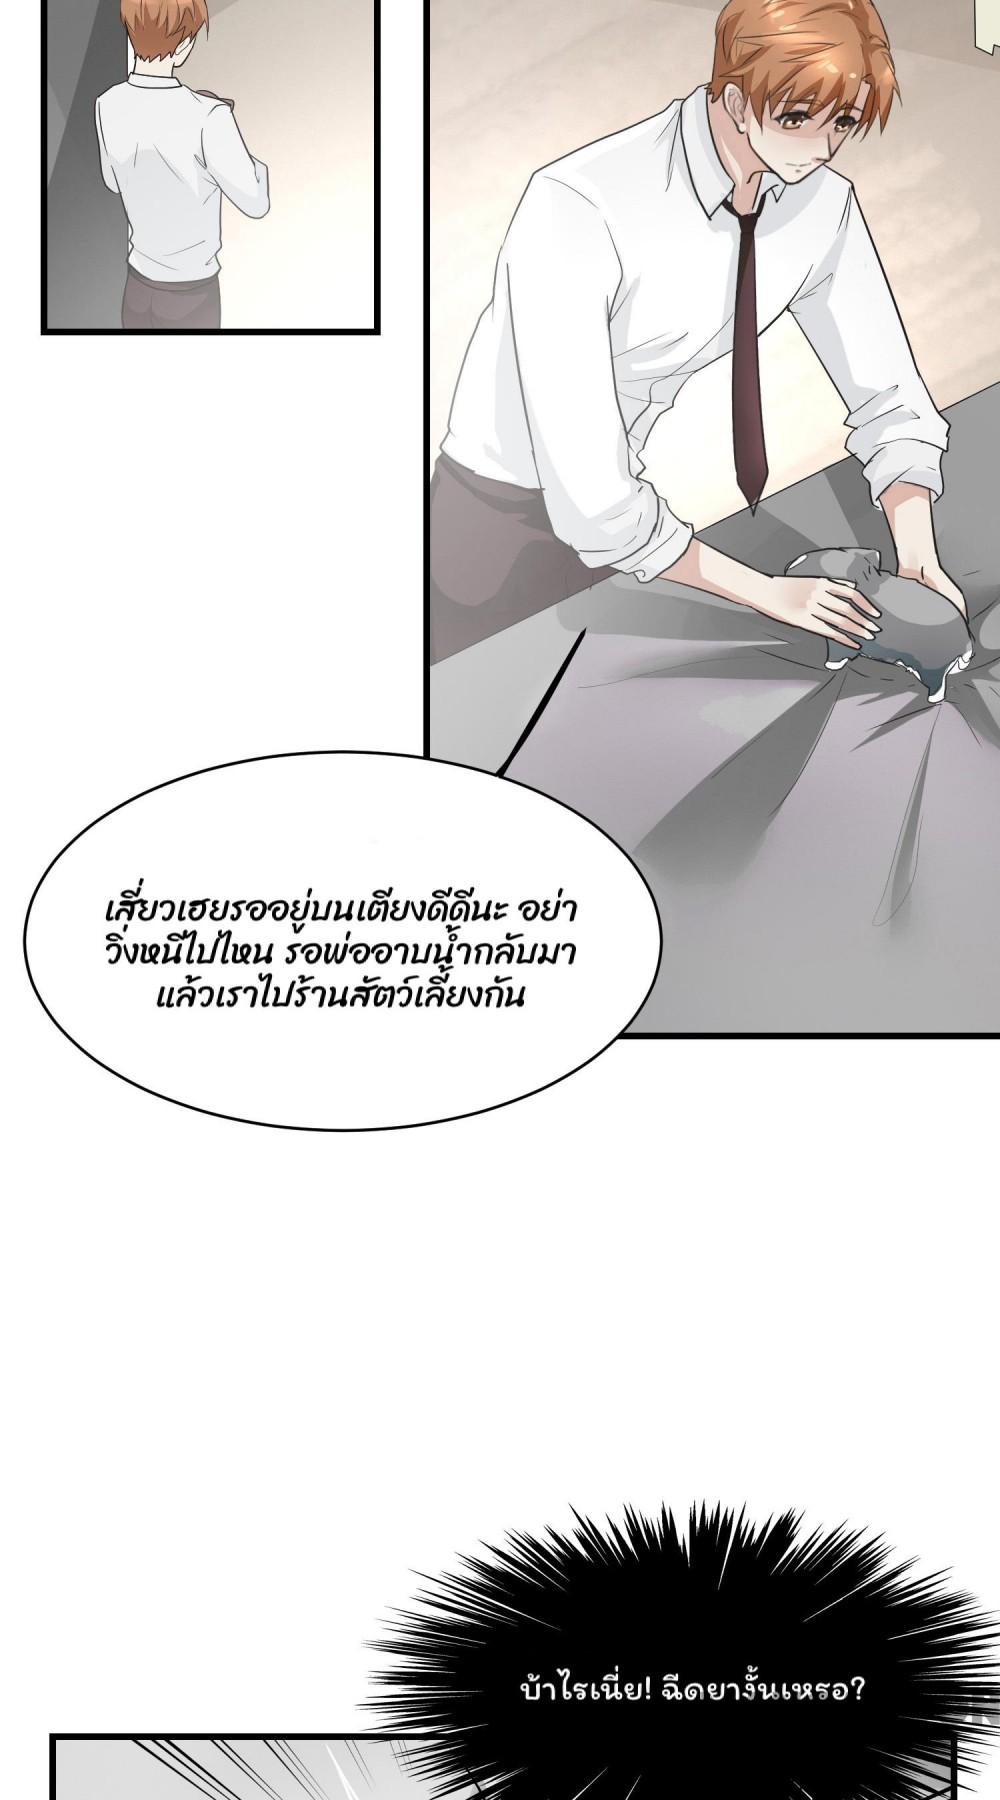 เสี่ยวเฮยรออยู่บนเตียงดีดีนะ อย่า
วิ่งหนีไปไหน รอพ่ออาบน้ำกลับมา
แล้วเราไปร้านสัตว์เลี้ยงกัน
บ้าไรเนี่ย! ฉีดยางั้นเหรอ?